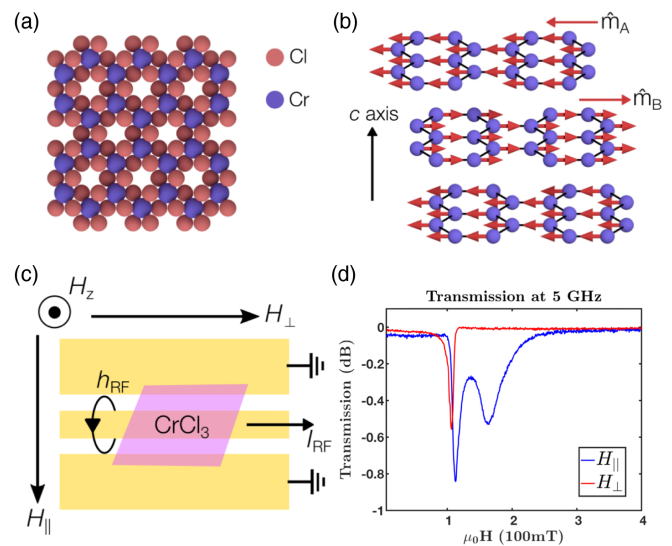 (a)
Cl
Cr
(b)
m̂A
m̂B
c axis
(c)
Hz
H⊥
hRF
CrCl3
IRF
H||
(d)
Transmission at 5 GHz
Transmission (dB)
0
-0.2
-0.4
-0.6
-0.8
-1
1
2
3
4
μ0H (100mT)
H||
H⊥